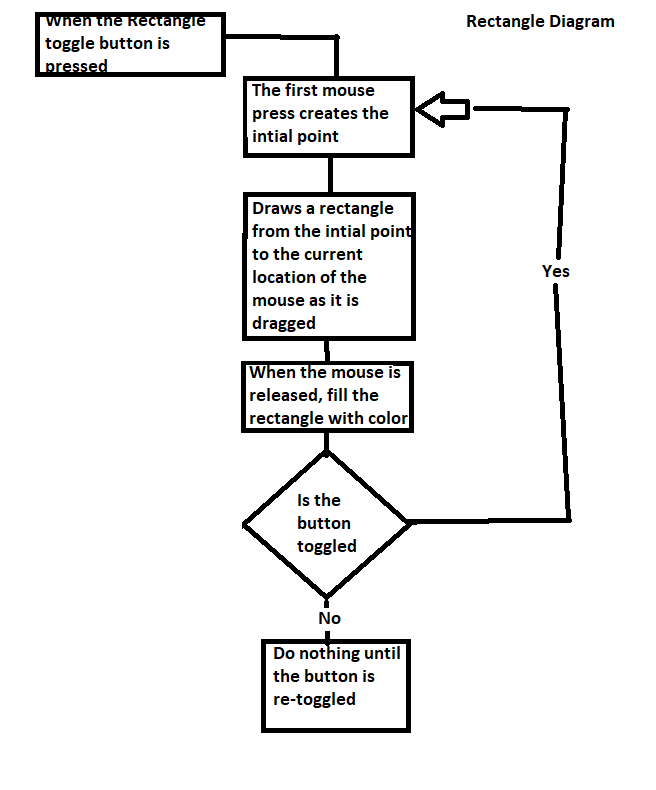 Rectangle Diagram
When the Rectangle
toggle button is
pressed
The first mouse
press creates the
intial point
Draws a rectangle
from the intial point
to the current
location of the
mouse as it is
dragged
When the mouse is
released, fill the
rectangle with color
Is the
button
toggled
Yes
No
Do nothing until
the button is
re-toggled